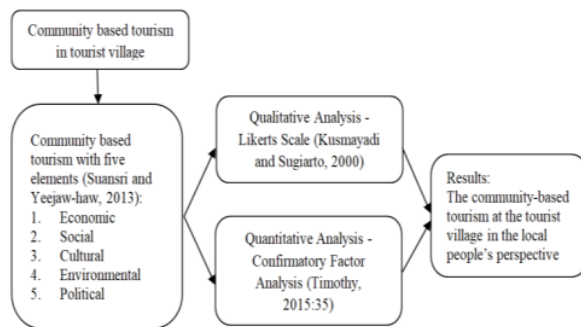 Community based tourism
in tourist village
Community based
tourism with five
elements (Suansri and
Yeejaw-haw, 2013):
1. Economic
2. Social
3. Cultural
4. Environmental
5. Political
Qualitative Analysis -
Likerts Scale (Kusmayadi
and Sugiarto, 2000)
Quantitative Analysis -
Confirmatory Factor
Analysis (Timothy,
2015:35)
Results:
The community-based
tourism at the tourist
village in the local
people's perspective